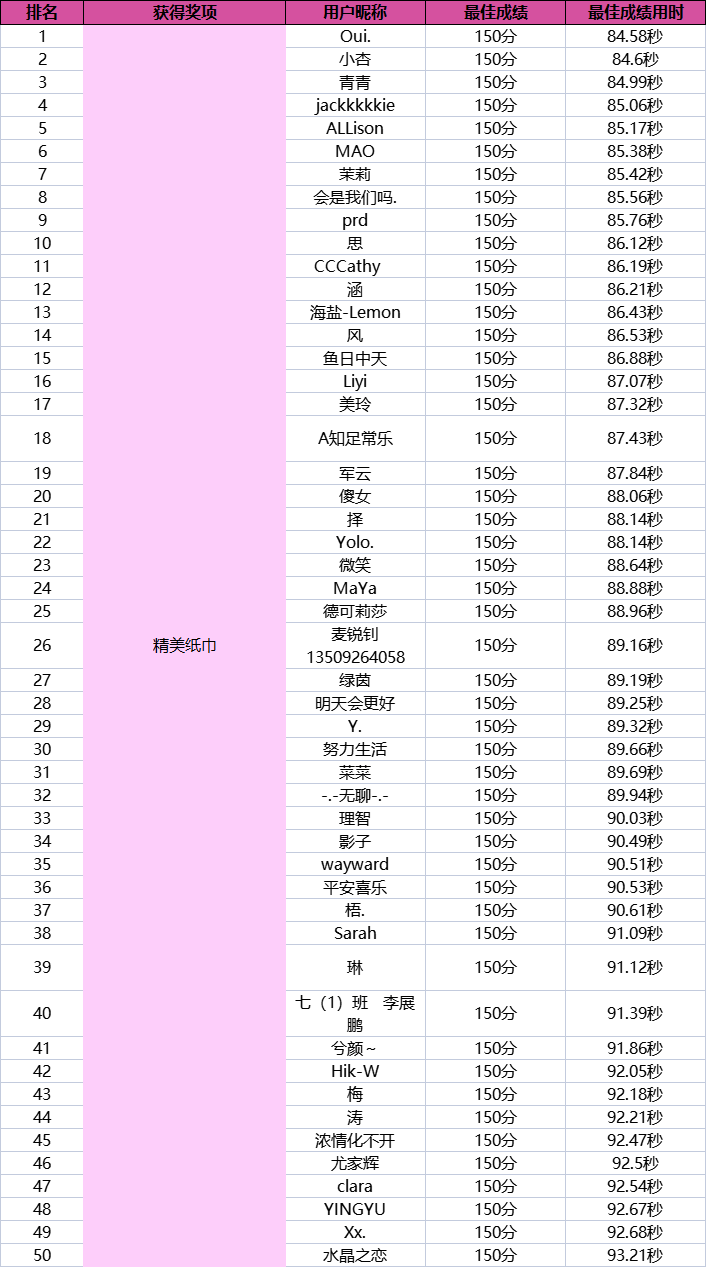 排名 获得奖项 用户昵称 最佳成绩 最佳成绩用时
1 Oui. 150分 84.58秒
2 小杏 150分 84.6秒
3 青青 150分 84.99秒
4 jackkkkkie 150分 85.06秒
5 ALLison 150分 85.17秒
6 MAO 150分 85.38秒
7 茉莉 150分 85.42秒
8 会是我们吗. 150分 85.56秒
9 prd 150分 85.76秒
10 思 150分 86.12秒
11 CCCathy 150分 86.19秒
12 涵 150分 86.21秒
13 海盐-Lemon 150分 86.43秒
14 风 150分 86.53秒
15 鱼日中天 150分 86.88秒
16 Liyi 150分 87.07秒
17 美玲 150分 87.32秒
18 A知足常乐 150分 87.43秒
19 军云 150分 87.84秒
20 傻女 150分 88.06秒
21 择 150分 88.14秒
22 Yolo. 150分 88.14秒
23 微笑 150分 88.64秒
24 MaYa 150分 88.88秒
25 德可莉莎 150分 88.96秒
26 精美纸巾 麦锐钊 150分 89.16秒
13509264058
27 绿茵 150分 89.19秒
28 明天会更好 150分 89.25秒
29 Y. 150分 89.32秒
30 努力生活 150分 89.66秒
31 菜菜 150分 89.69秒
32 -.-无聊-.- 150分 89.94秒
33 理智 150分 90.03秒
34 影子 150分 90.49秒
35 wayward 150分 90.51秒
36 平安喜乐 150分 90.53秒
37 梧. 150分 90.61秒
38 Sarah 150分 91.09秒
39 琳 150分 91.12秒
40 七（1）班 李展 150分 91.39秒
鹏
41 兮颜～ 150分 91.86秒
42 Hik-W 150分 92.05秒
43 梅 150分 92.18秒
44 涛 150分 92.21秒
45 浓情化不开 150分 92.47秒
46 尤家辉 150分 92.5秒
47 clara 150分 92.54秒
48 YINGYU 150分 92.67秒
49 Xx. 150分 92.68秒
50 水晶之恋 150分 93.21秒